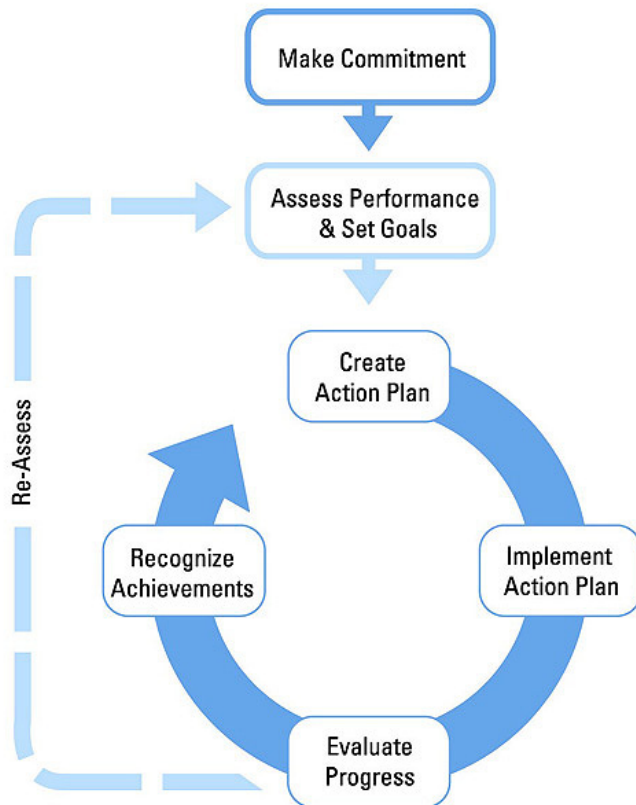 Make Commitment
Assess Performance
& Set Goals
Create
Action Plan
Implement
Action Plan
Evaluate
Progress
Recognize
Achievements
Re-Assess